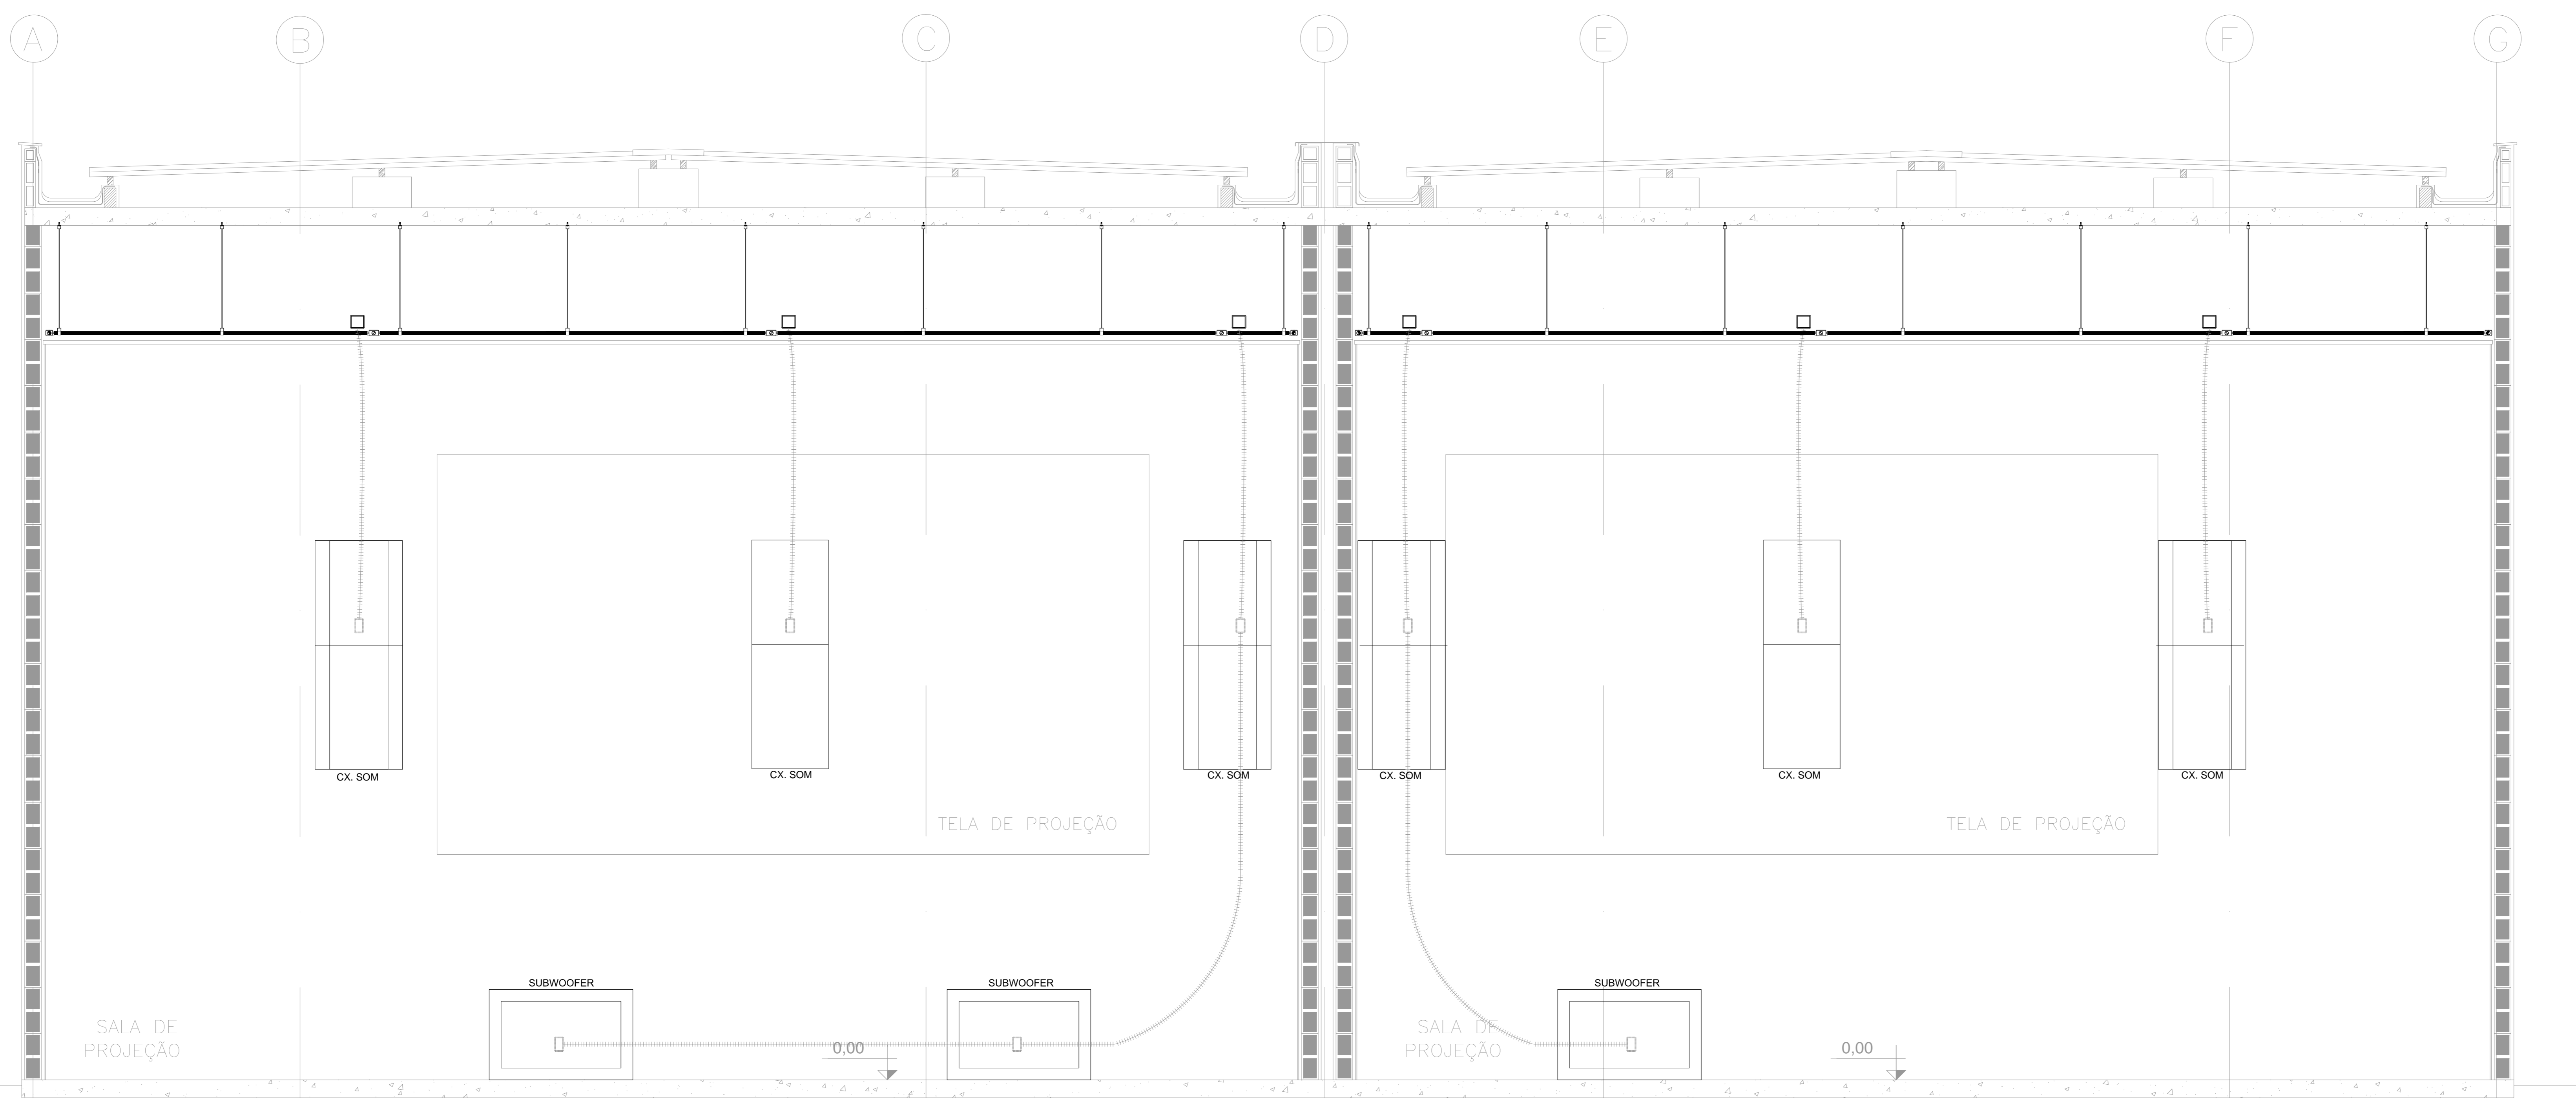 A
B
C
D
E
F
G
CX. SOM
CX. SOM
CX. SOM
CX. SOM
CX. SOM
CX. SOM
TELA DE PROJEÇÃO
TELA DE PROJEÇÃO
SUBWOOFER
SUBWOOFER
SUBWOOFER
SALA DE
PROJEÇÃO
0,00
SALA DE
PROJEÇÃO
0,00